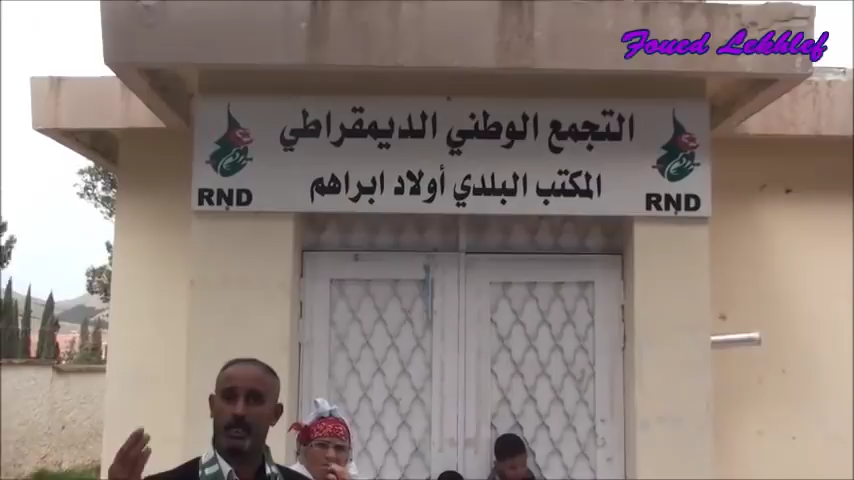 Foued Lekhlef
التجمع الوطني الديمقراطي
المكتب البلدي أولاد ابراهم
RND
RND